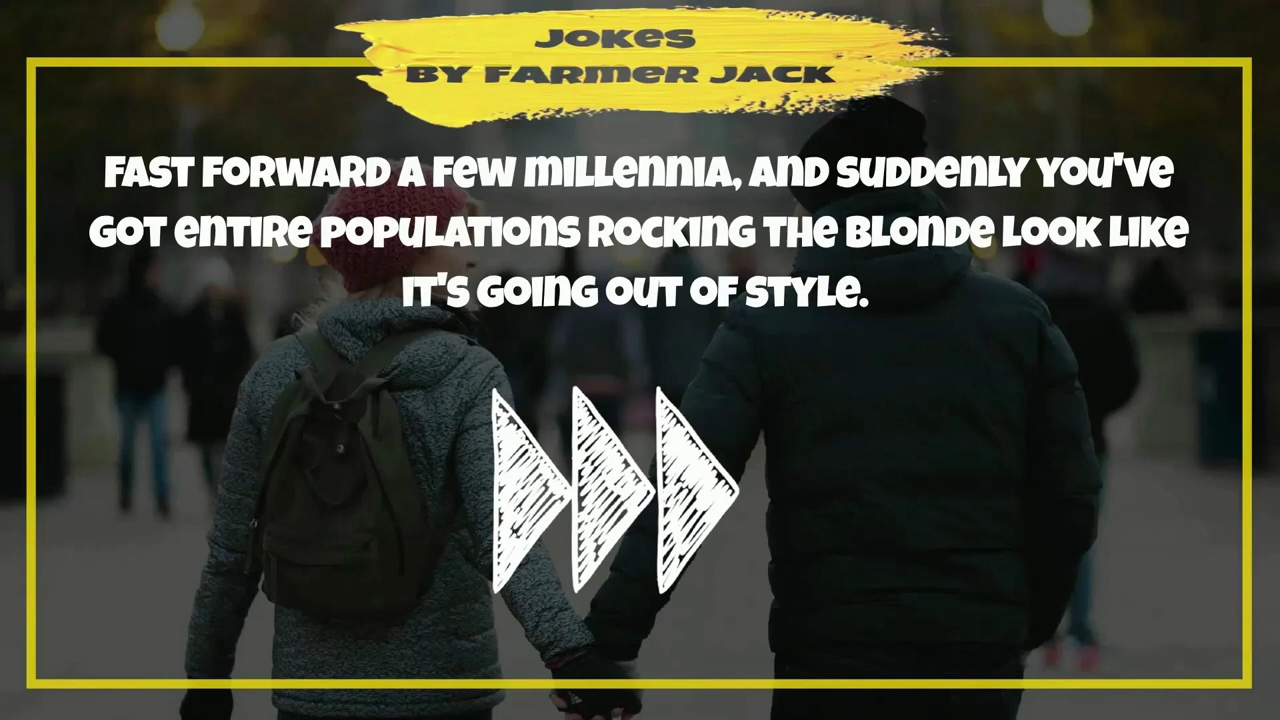 JOKES
BY FARMER JACK
FAST FORWARD A FEW MILLENNIA, AND SUDDENLY YOU'VE
GOT ENTIRE POPULATIONS ROCKING THE BLONDE LOOK LIKE
IT'S GOING OUT OF STYLE.